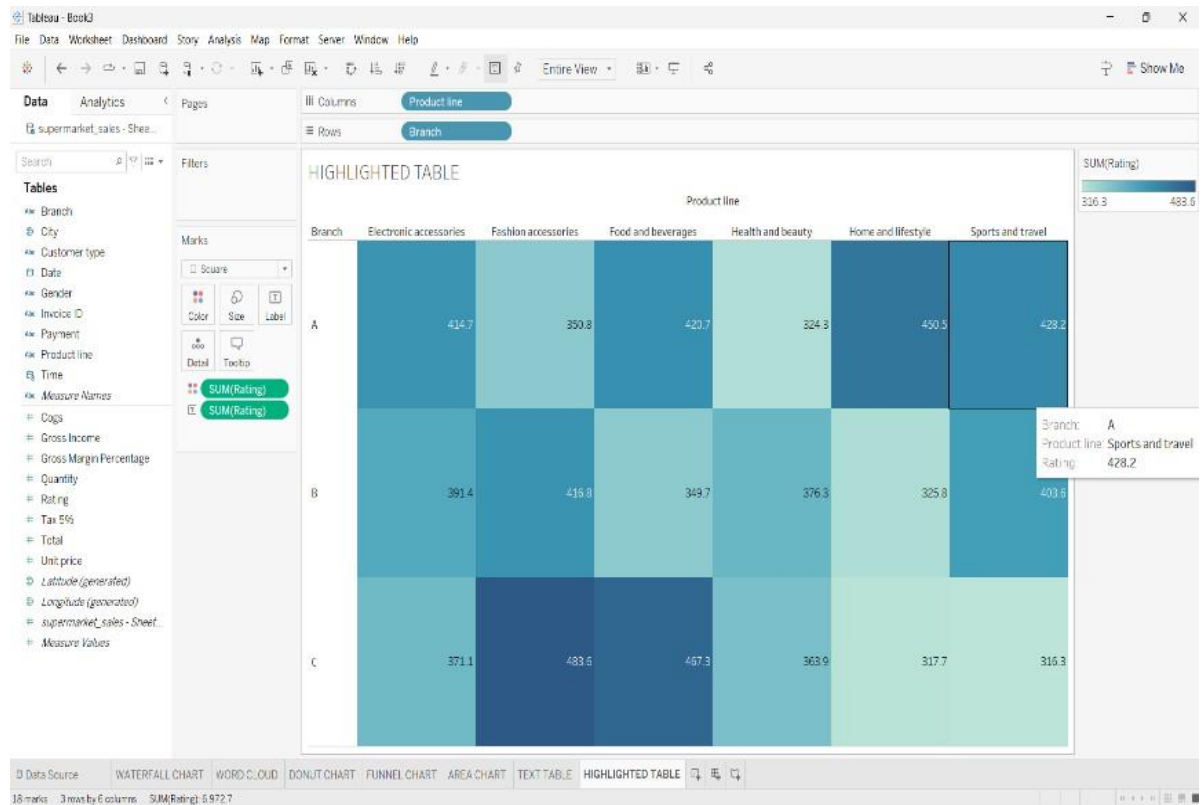 Tableau - Book3
File Data Worksheet Dashboard Story Analysis Map Format Server Window Help
Entire View
Show Me
Data Analytics
Pages
Columns
Product line
supermarket_sales - Shee...
Rows
Branch
Search
Filters
HIGHLIGHTED TABLE
SUM(Rating)
316.3 483.6
Tables
Product line
Branch Electronic accessories Fashion accessories Food and beverages Health and beauty Home and lifestyle Sports and travel
Branch
City
Customer type
Date
Gender
Invoice ID
Payment
Product line
Time
Measure Names
Cogs
Gross Income
Gross Margin Percentage
Quantity
Rating
Tax 5%
Total
Unit price
Latitude (generated)
Longitude (generated)
supermarket_sales - Sheet...
Measure Values
Marks
Square
Color Size Label
Detail Tooltip
SUM(Rating)
SUM(Rating)
A 414.7 350.8 420.7 324.3 450.5 428.2
Branch: A
Product line: Sports and travel
Rating: 428.2
B 391.4 416.8 349.7 376.3 325.8 403.6
C 371.1 483.6 467.3 363.9 317.7 316.3
Data Source WATERFALL CHART WORD CLOUD DONUT CHART FUNNEL CHART AREA CHART TEXT TABLE HIGHLIGHTED TABLE
18 marks 3 rows by 6 columns SUM(Rating): 6,972.7